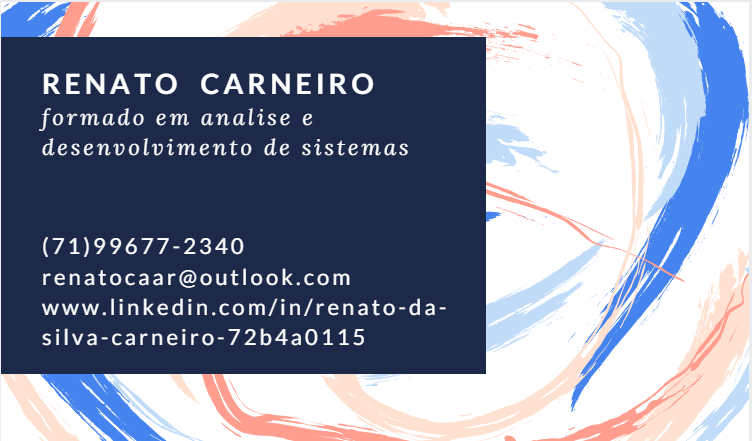 RENATO CARNEIRO
formado em analise e
desenvolvimento de sistemas
(71)99677-2340
renatocaar@outlook.com
www.linkedin.com/in/renato-da-
silva-carneiro-72b4a0115